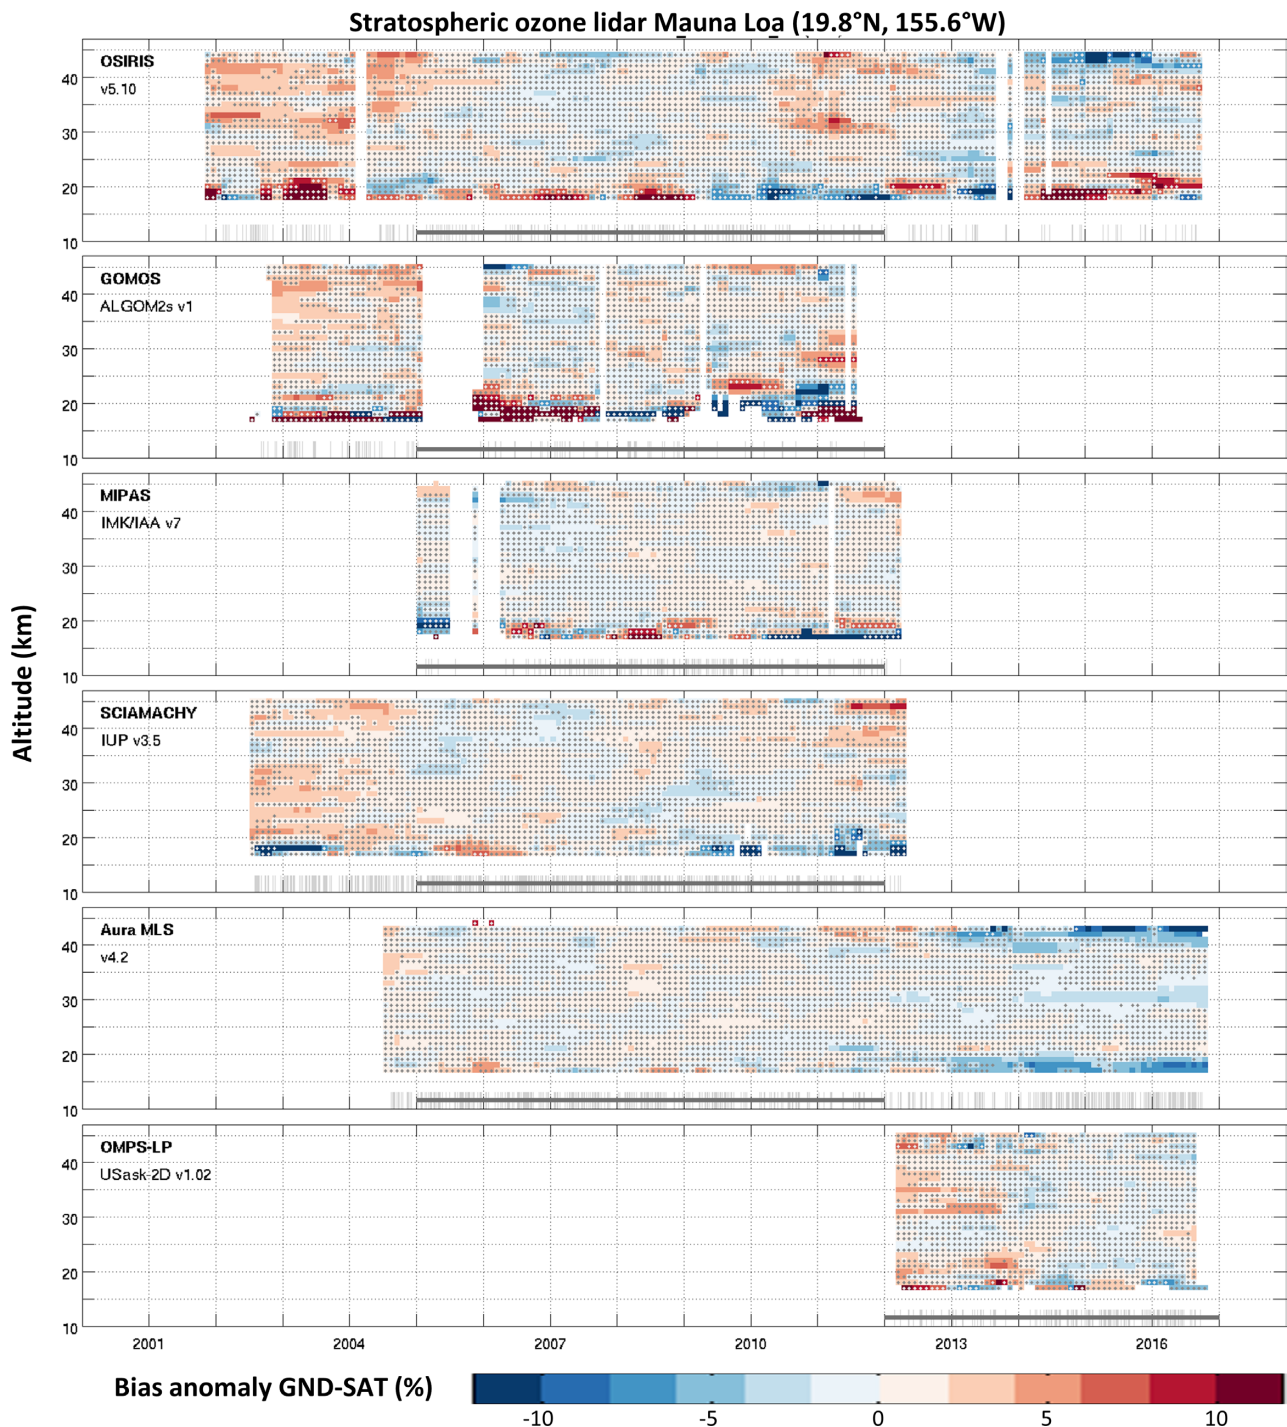 Stratospheric ozone lidar Mauna Loa (19.8°N, 155.6°W)
OSIRIS
v5.10
40
30
20
10
GOMOS
ALGOM2s v1
40
30
20
10
MIPAS
IMK/IAA v7
40
30
20
10
SCIAMACHY
IUP v3.5
40
30
20
10
Aura MLS
v4.2
40
30
20
10
OMPS-LP
USask-2D v1.02
40
30
20
10
Altitude (km)
2001 2004 2007 2010 2013 2016
Bias anomaly GND-SAT (%)
-10 -5 0 5 10